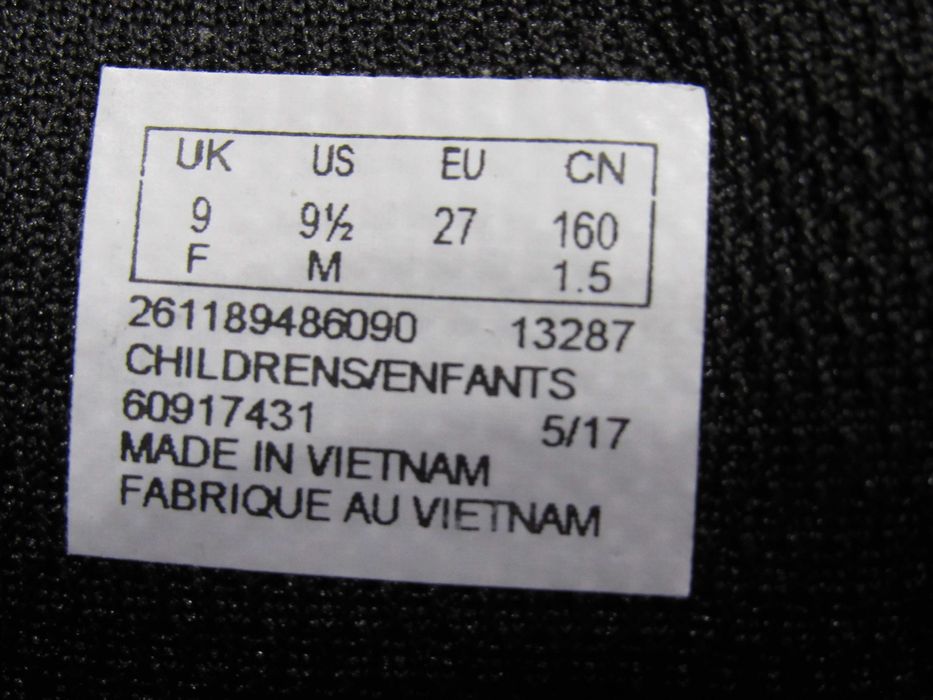 UK US EU CN
9 9½ 27 160
F M 1.5
261189486090 13287
CHILDRENS/ENFANTS
60917431 5/17
MADE IN VIETNAM
FABRIQUE AU VIETNAM